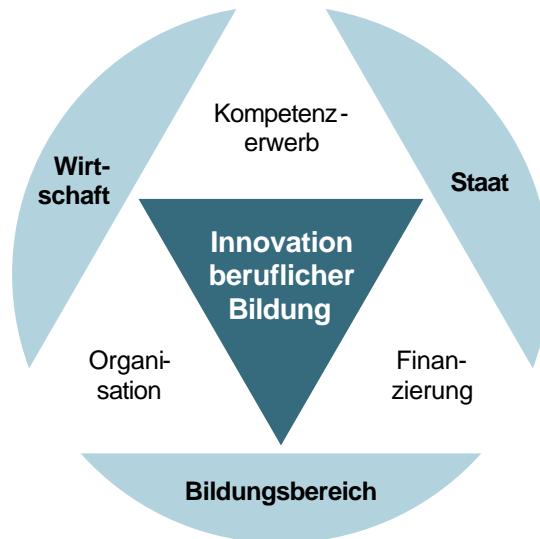 Kompetenz-
erwerb
Wirt-
schaft
Staat
Innovation
beruflicher
Bildung
Organi-
sation
Finan-
zierung
Bildungsbereich